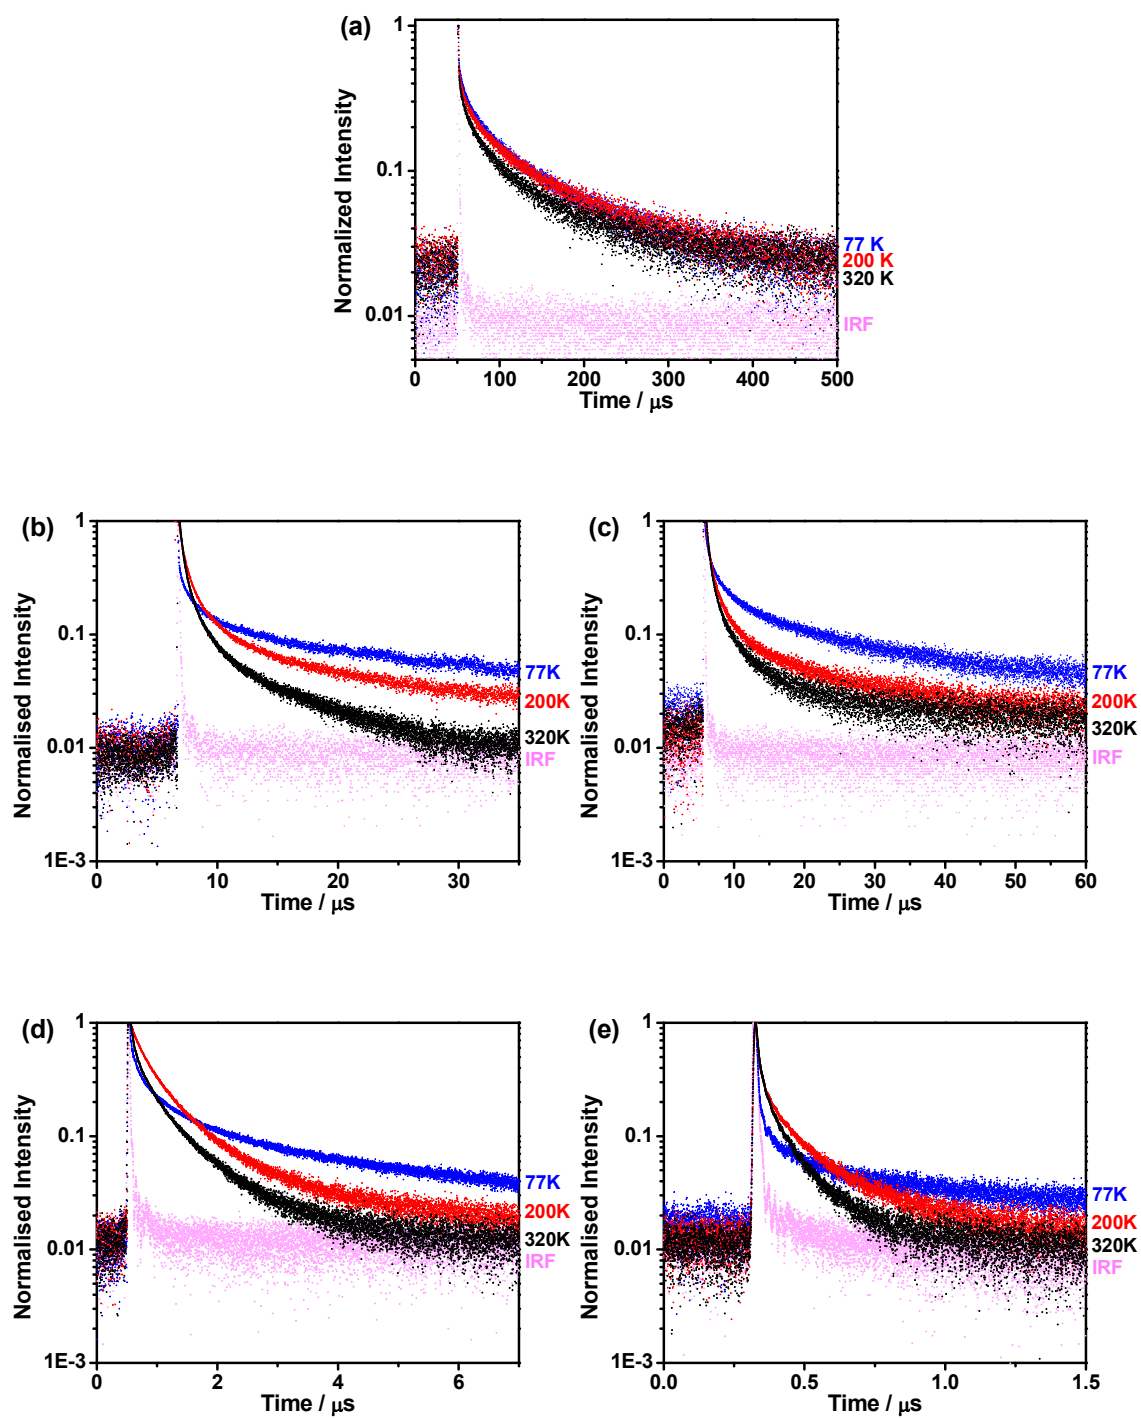 (a)
Normalized Intensity
1
0.1
0.01
77 K
200 K
320 K
IRF
0 100 200 300 400 500
Time / μs
(b)
Normalised Intensity
1
0.1
0.01
1E-3
77K
200K
320K
IRF
0 10 20 30
Time / μs
(c)
Normalised Intensity
1
0.1
0.01
1E-3
77K
200K
320K
IRF
0 10 20 30 40 50 60
Time / μs
(d)
Normalised Intensity
1
0.1
0.01
1E-3
77K
200K
320K
IRF
0 2 4 6
Time / μs
(e)
Normalised Intensity
1
0.1
0.01
1E-3
77K
200K
320K
IRF
0.0 0.5 1.0 1.5
Time / μs